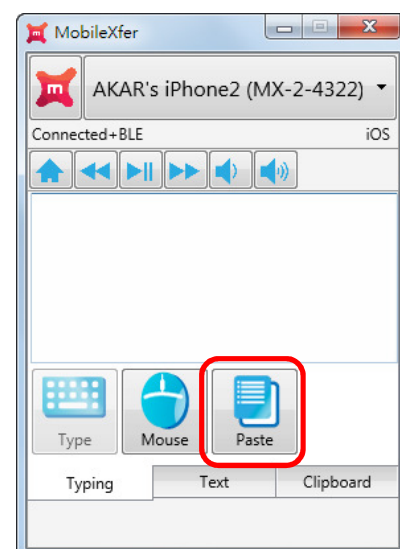 MobileXfer
AKAR's iPhone2 (MX-2-4322)
Connected+BLE iOS
Type Mouse Paste
Typing Text Clipboard